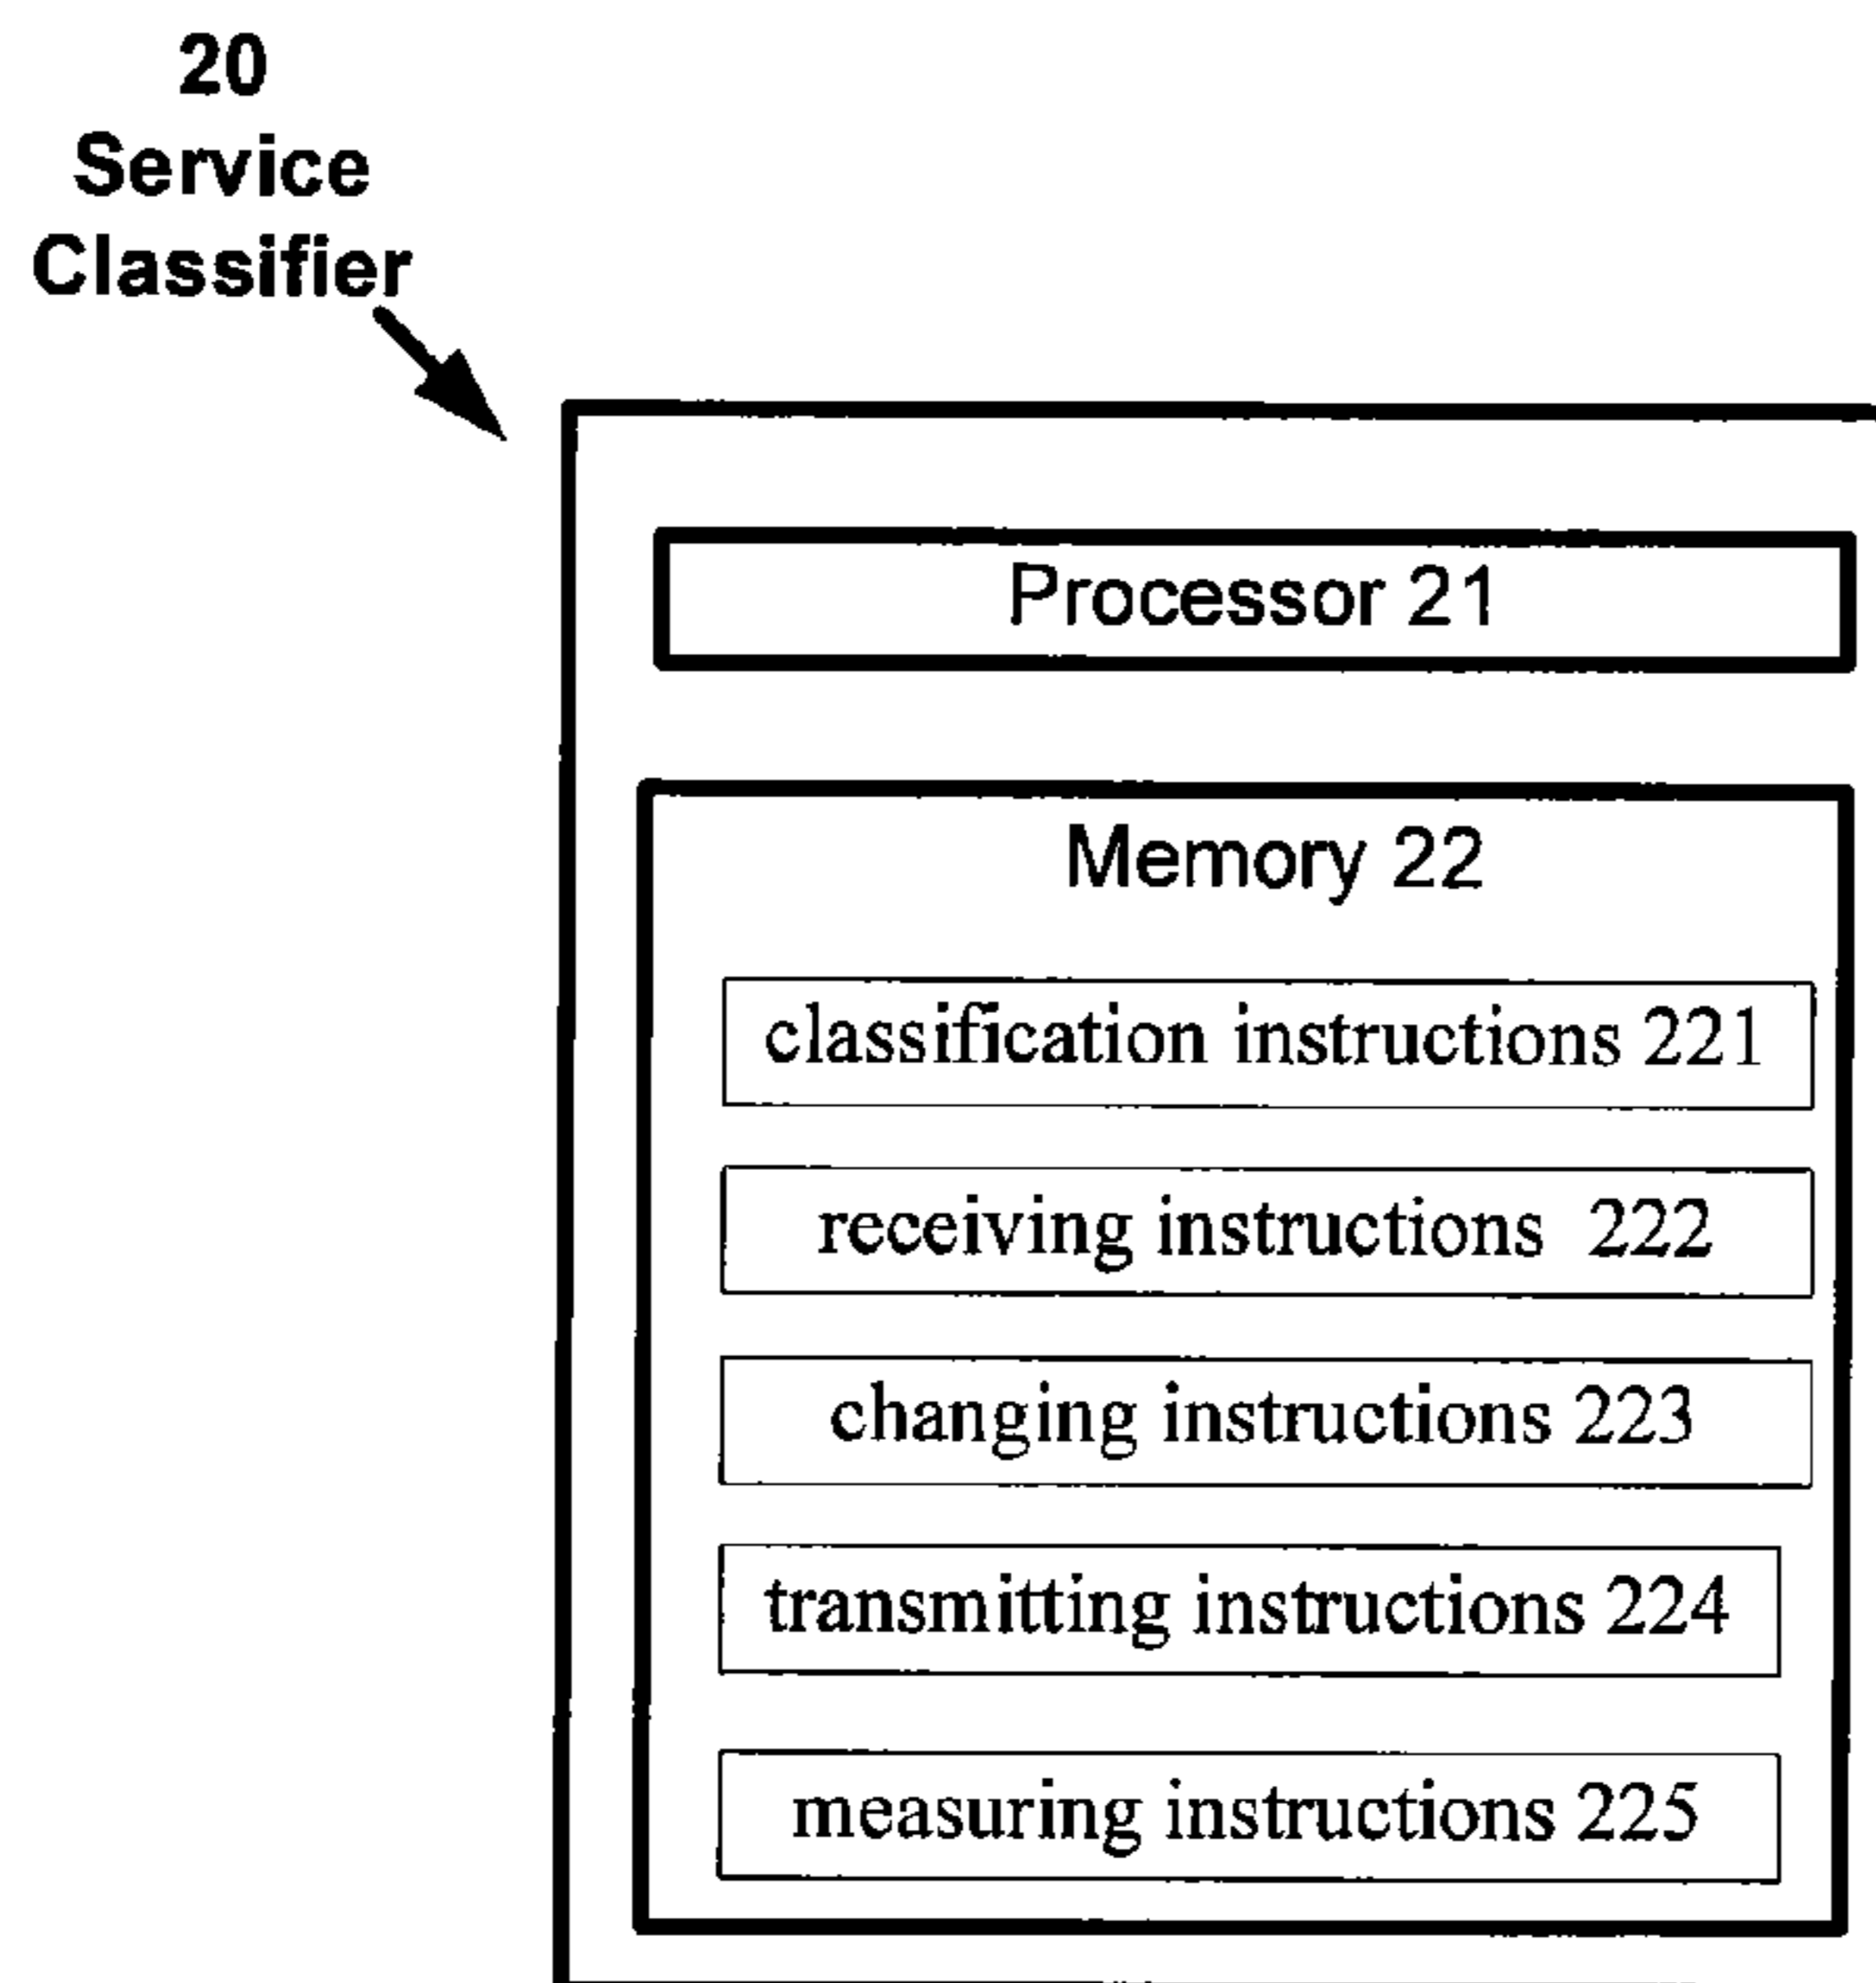 20
Service
Classifier
Processor 21
Memory 22
classification instructions 221
receiving instructions 222
changing instructions 223
transmitting instructions 224
measuring instructions 225